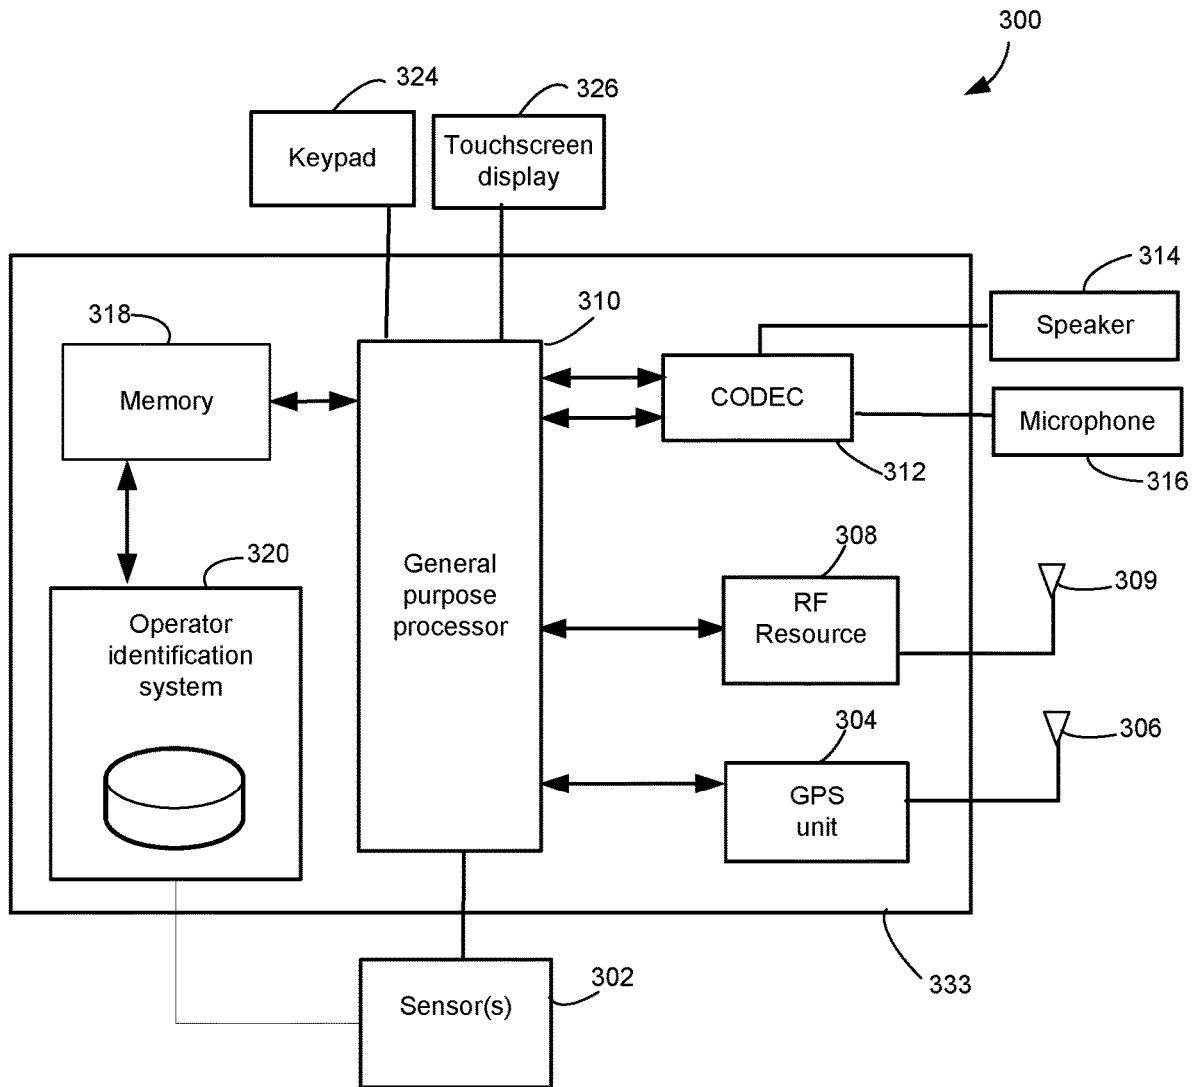 300
324
326
Keypad
Touchscreen
display
314
Speaker
310
318
Memory
CODEC
Microphone
312
316
320
308
309
Operator
identification
system
General
purpose
processor
RF
Resource
304
306
GPS
unit
333
302
Sensor(s)